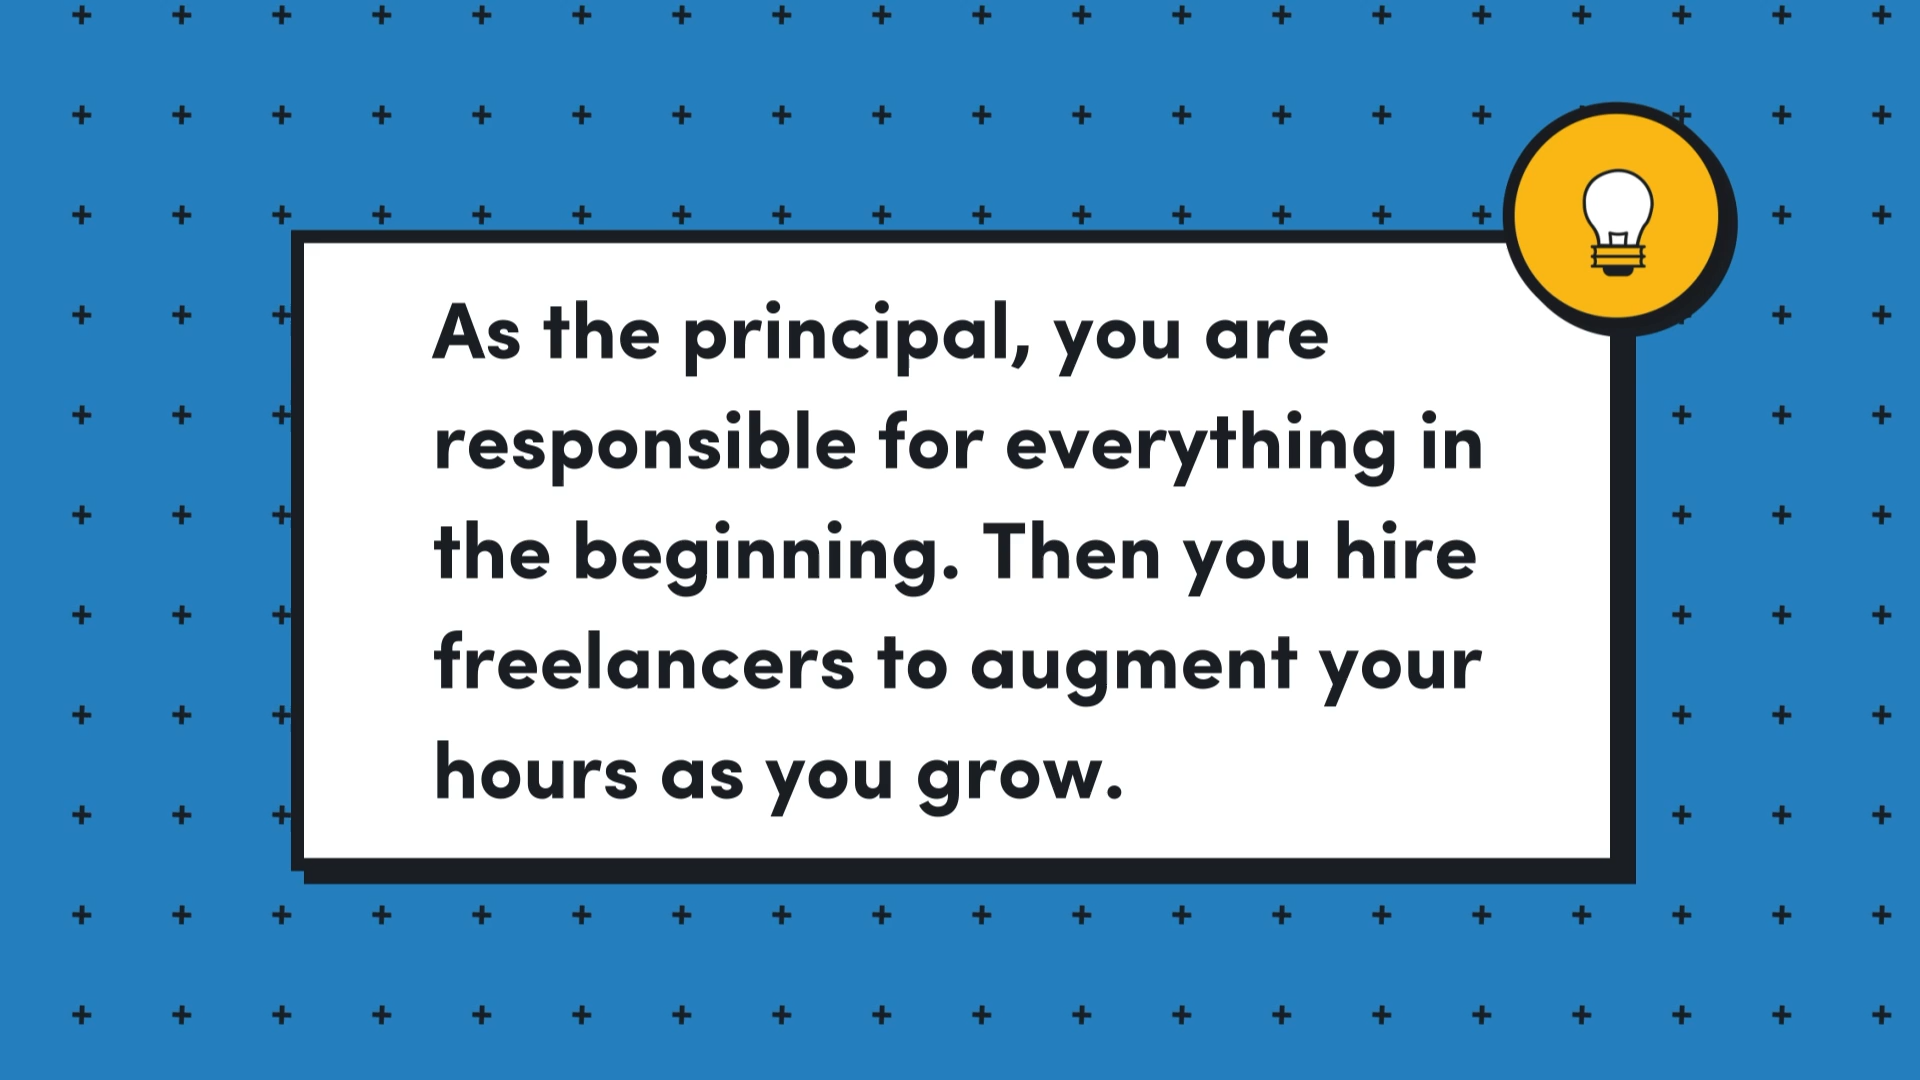 As the principal, you are
responsible for everything in
the beginning. Then you hire
freelancers to augment your
hours as you grow.